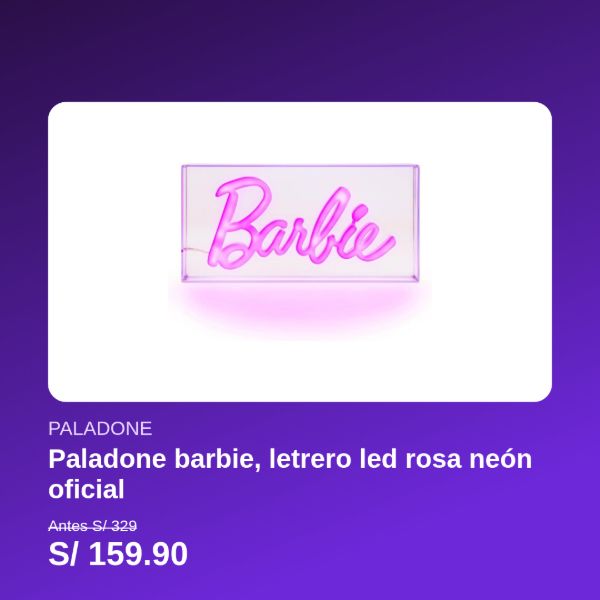 Barbie
PALADONE
Paladone barbie, letrero led rosa neón
oficial
Antes S/ 329
S/ 159.90